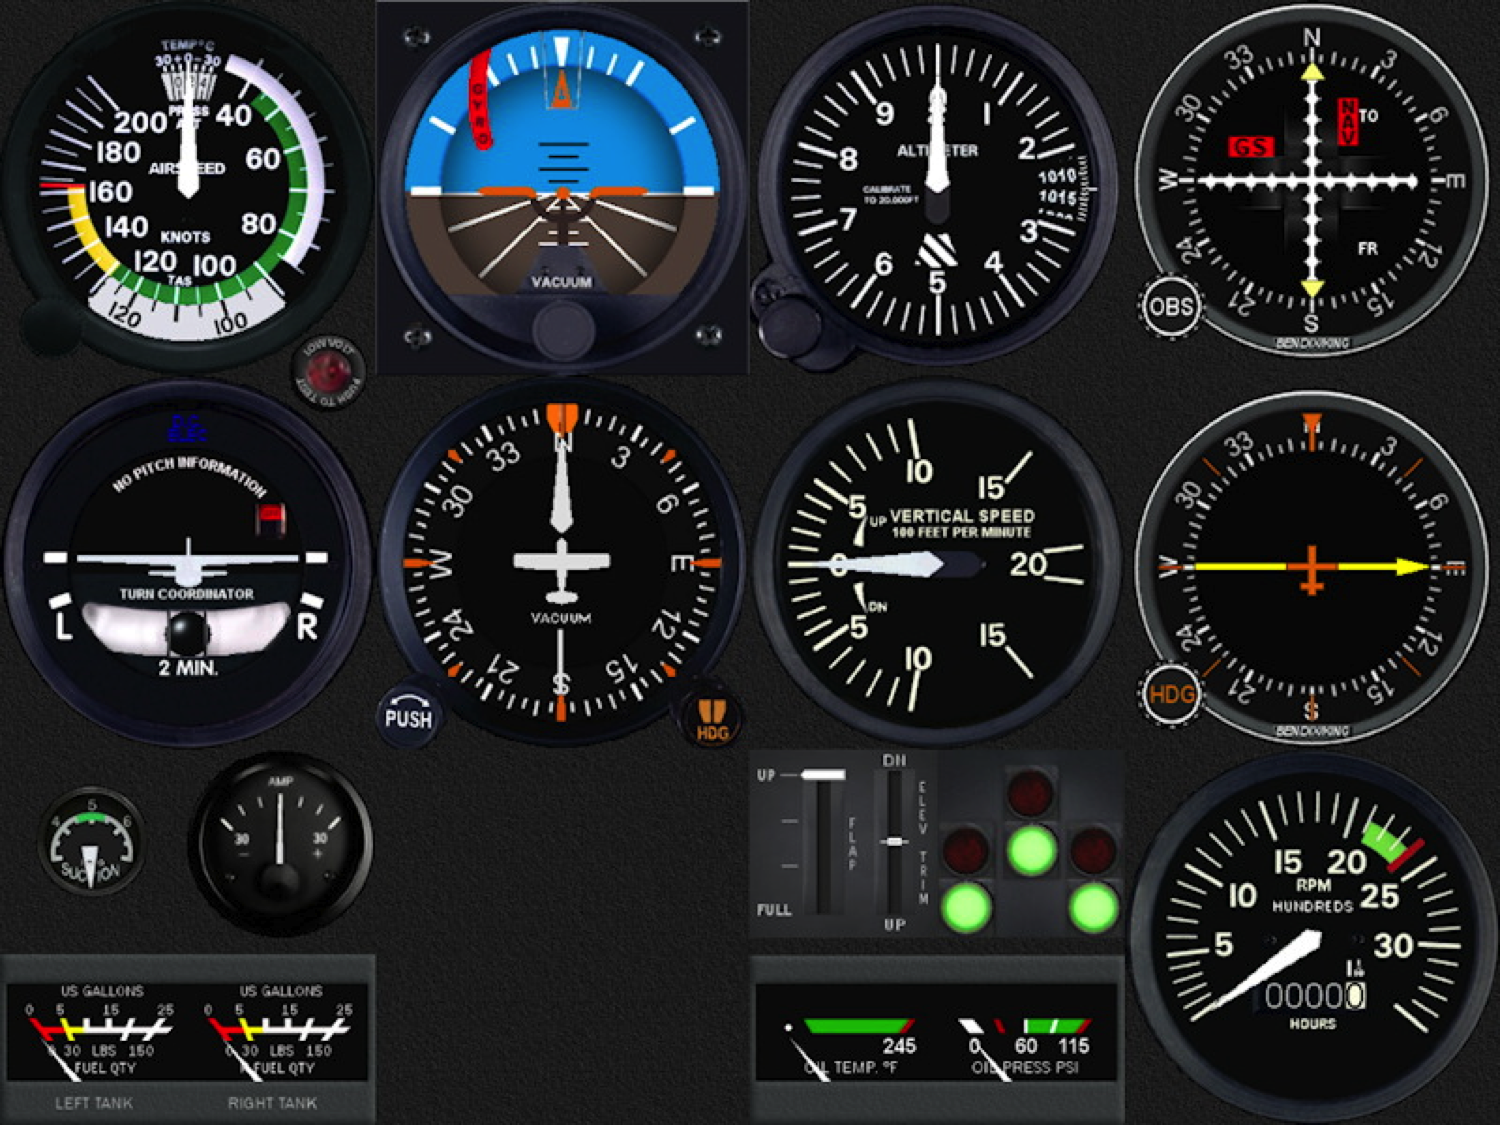 TEMP°C
30+0-30
PRESS
ALT
200
40
180
60
AIRSPEED
160
140
80
KNOTS
120
100
TAS
120
100
LOW VOLT
PUSH TO TEST
GYRO
VACUUM
9
1
8
2
ALTIMETER
CALIBRATE
TO 20,000FT
1010
1015
7
3
6
4
5
N
33
3
30
6
NAV
TO
GS
W
E
FR
24
12
21
15
S
OBS
BENDIX/KING
NO PITCH INFORMATION
TURN COORDINATOR
L
R
2 MIN.
N
33
3
30
6
W
E
VACUUM
24
12
21
15
S
PUSH
HDG
10
15
5
UP
VERTICAL SPEED
100 FEET PER MINUTE
0
20
DN
5
15
10
N
33
3
30
6
W
E
24
12
21
15
S
HDG
BENDIX/KING
4
5
6
SUCTION
AMP
30
30
-
+
UP
FLAP
FULL
DN
ELEV TRIM
UP
15
20
10
RPM
HUNDREDS
25
5
30
00000
HOURS
US GALLONS
0 5 15 25
0 30 LBS 150
FUEL QTY
LEFT TANK
US GALLONS
0 5 15 25
0 30 LBS 150
FUEL QTY
RIGHT TANK
245
OIL TEMP. °F
0 60 115
OIL PRESS PSI